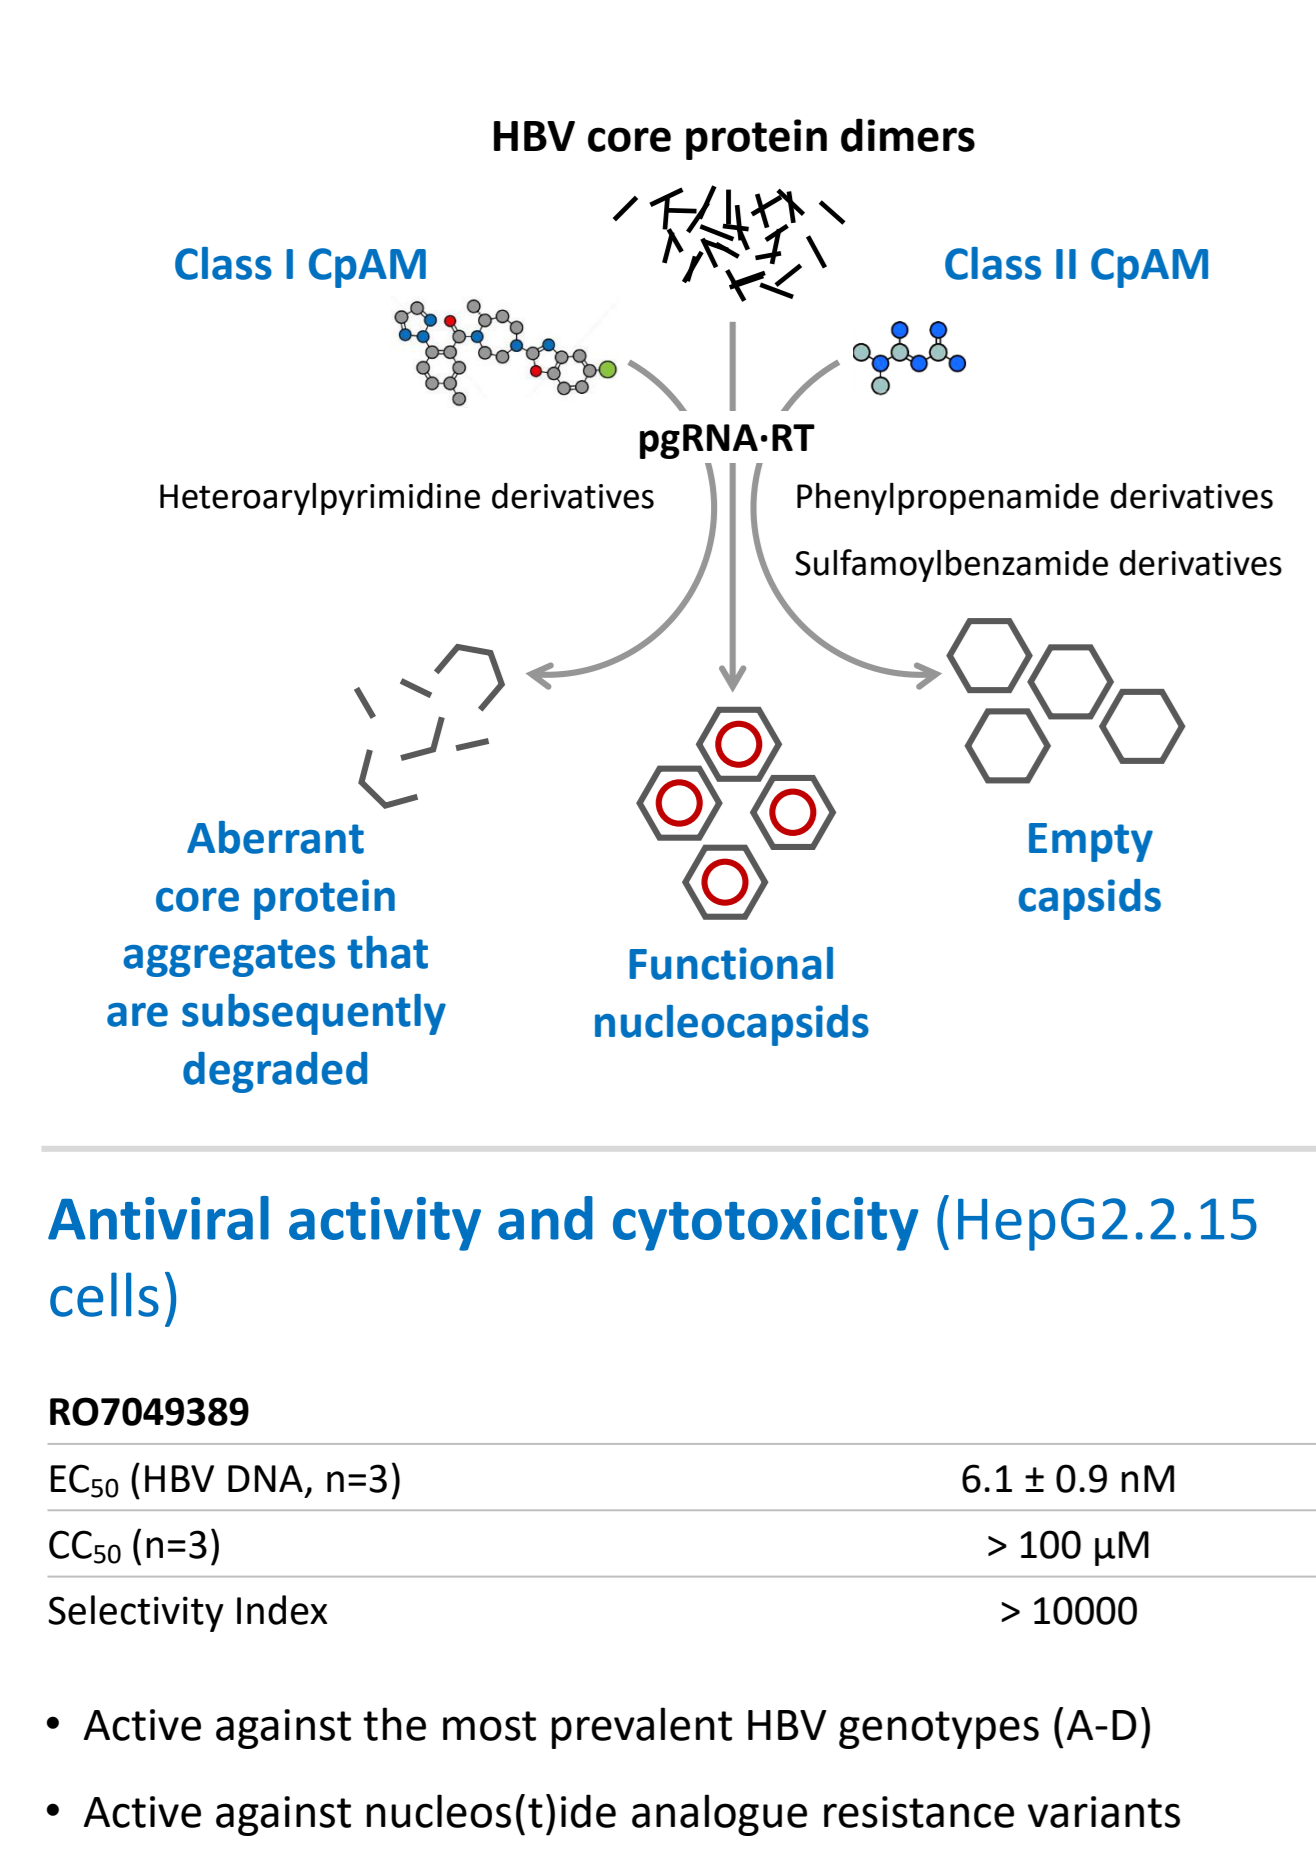 HBV core protein dimers
Class I CpAM
Class II CpAM
pgRNA·RT
Heteroarylpyrimidine derivatives
Phenylpropenamide derivatives
Sulfamoylbenzamide derivatives
Aberrant
core protein
aggregates that
are subsequently
degraded
Functional
nucleocapsids
Empty
capsids
Antiviral activity and cytotoxicity (HepG2.2.15
cells)
RO7049389
EC₅₀ (HBV DNA, n=3) 6.1 ± 0.9 nM
CC₅₀ (n=3) > 100 µM
Selectivity Index > 10000
• Active against the most prevalent HBV genotypes (A-D)
• Active against nucleos(t)ide analogue resistance variants